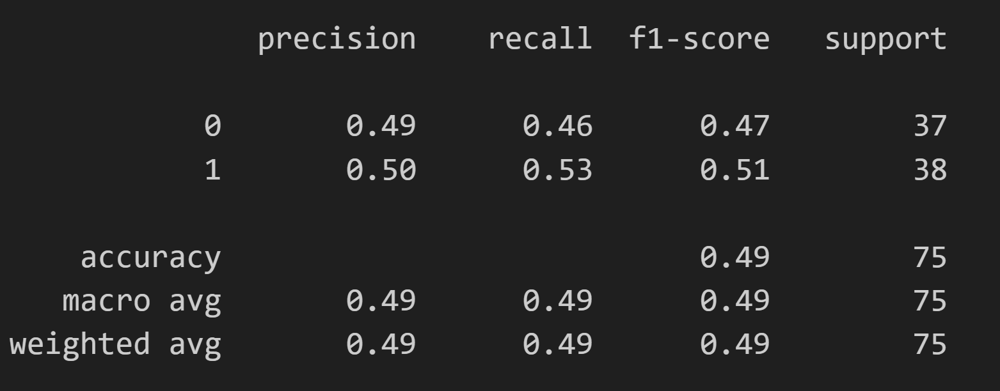 precision recall f1-score support
0 0.49 0.46 0.47 37
1 0.50 0.53 0.51 38
accuracy 0.49 75
macro avg 0.49 0.49 0.49 75
weighted avg 0.49 0.49 0.49 75